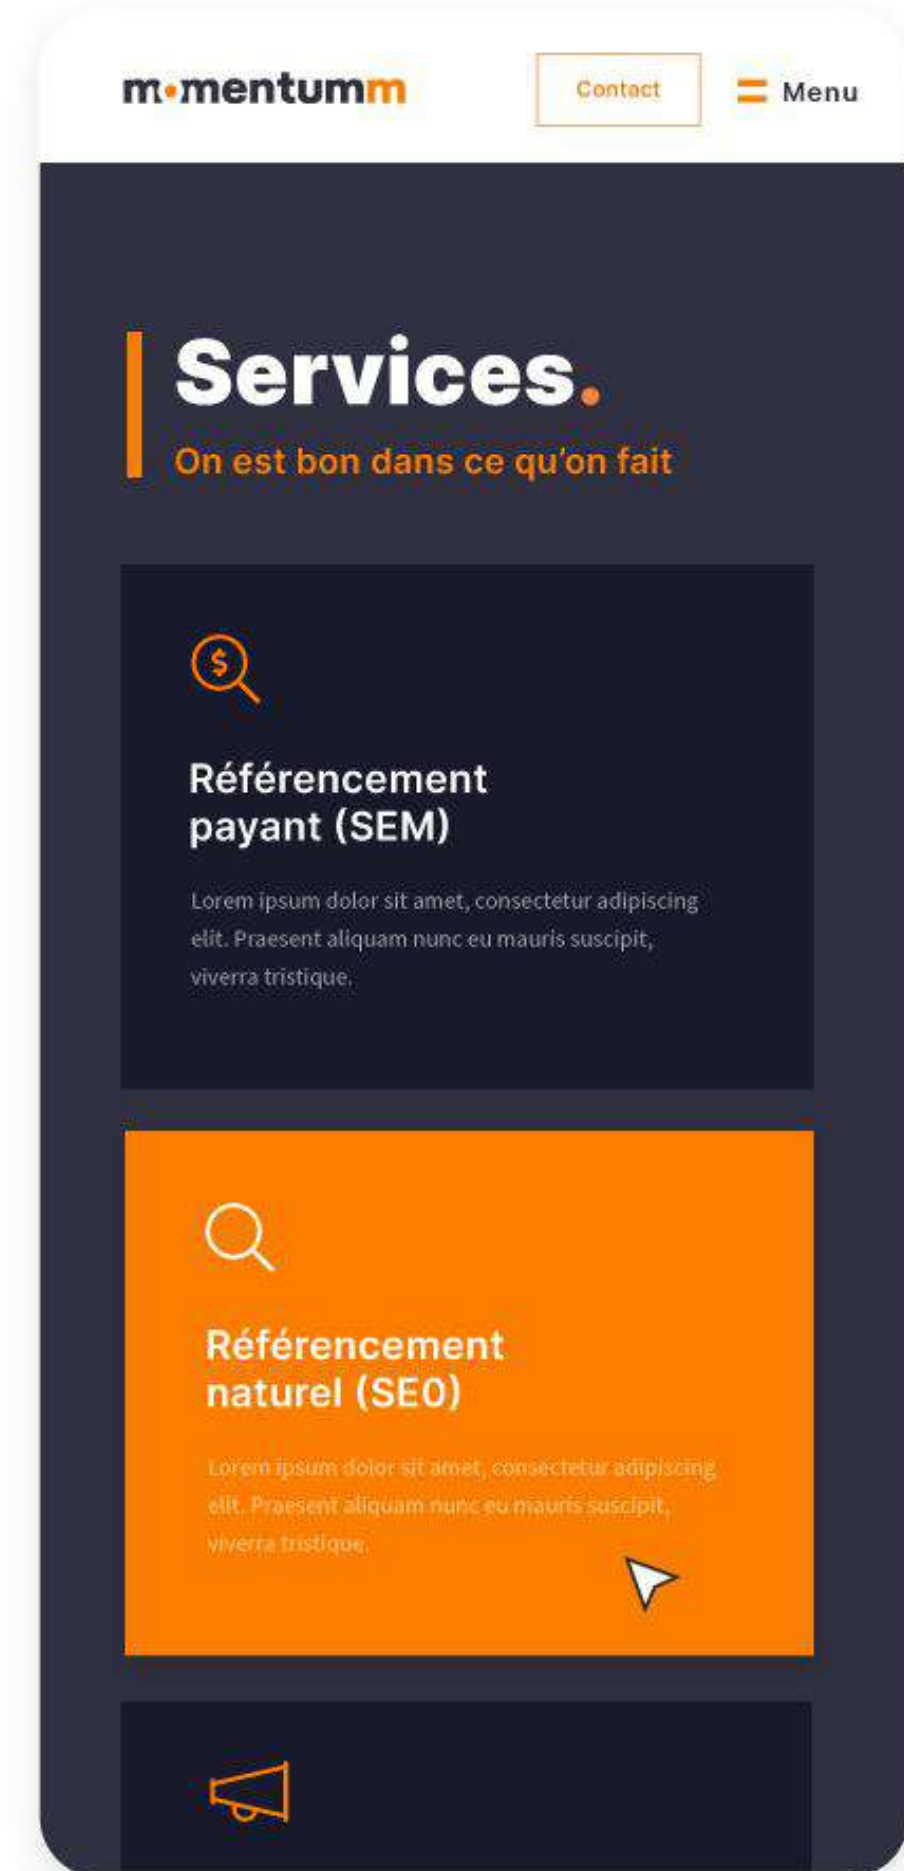 momentumm
Contact
Menu
Services.
On est bon dans ce qu'on fait
$
Référencement
payant (SEM)
Lorem ipsum dolor sit amet, consectetur adipiscing
elit. Praesent aliquam nunc eu mauris suscipit,
viverra tristique.
Référencement
naturel (SE0)
Lorem ipsum dolor sit amet, consectetur adipiscing
elit. Praesent aliquam nunc eu mauris suscipit,
viverra tristique.